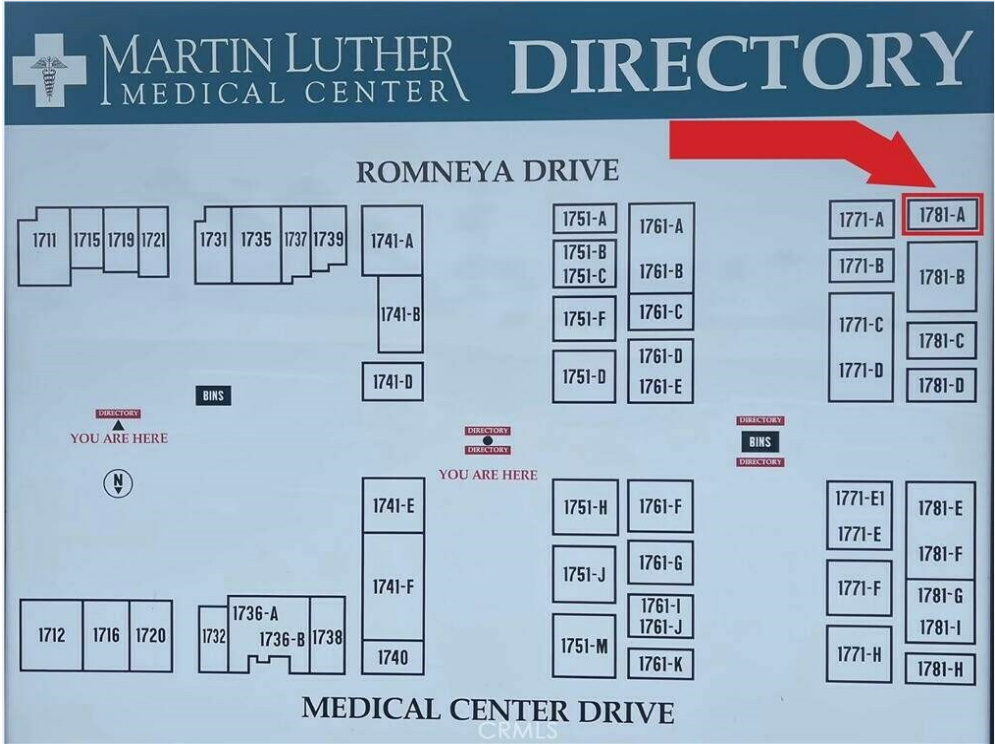 MARTIN LUTHER
MEDICAL CENTER
DIRECTORY
ROMNEYA DRIVE
1711 1715 1719 1721
1731 1735 1737 1739
1741-A
1741-B
1741-D
1751-A
1751-B
1751-C
1751-F
1751-D
1761-A
1761-B
1761-C
1761-D
1761-E
1771-A
1771-B
1771-C
1771-D
1781-A
1781-B
1781-C
1781-D
BINS
DIRECTORY
YOU ARE HERE
N
DIRECTORY
DIRECTORY
YOU ARE HERE
DIRECTORY
BINS
DIRECTORY
1712 1716 1720
1732
1736-A
1736-B
1738
1741-E
1741-F
1740
1751-H
1751-J
1751-M
1761-F
1761-G
1761-I
1761-J
1761-K
1771-E1
1771-E
1771-F
1771-H
1781-E
1781-F
1781-G
1781-I
1781-H
MEDICAL CENTER DRIVE
CRMLS